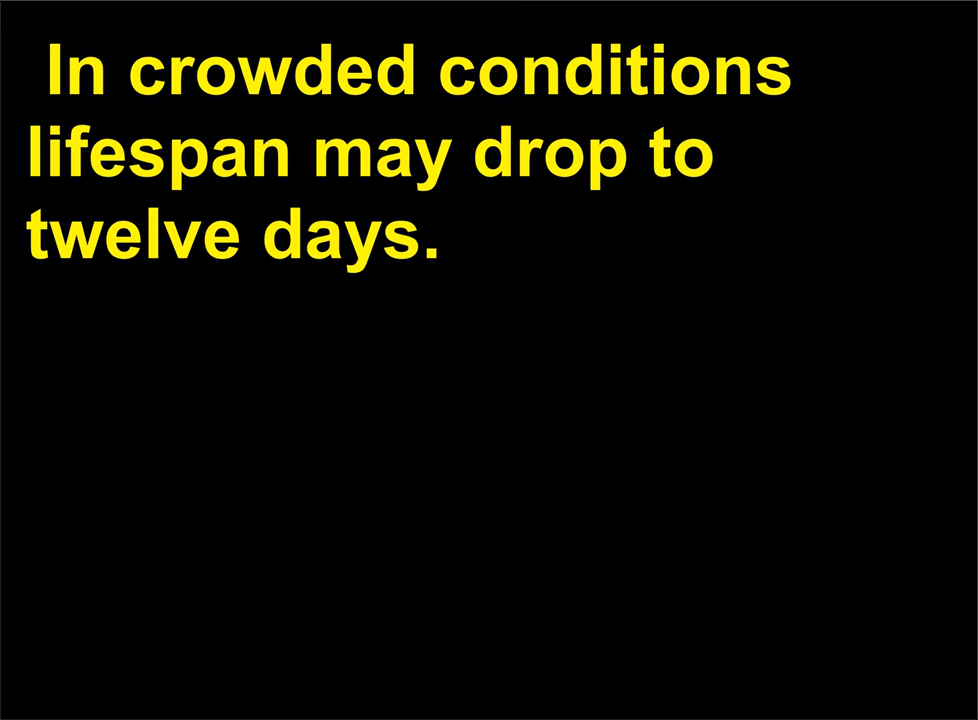 In crowded conditions
lifespan may drop to
twelve days.